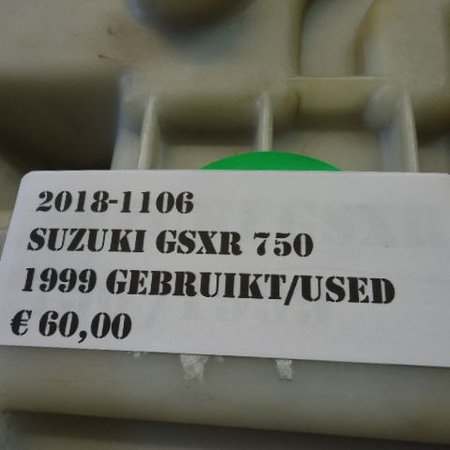 2018-1106
SUZUKI GSXR 750
1999 GEBRUIKT/USED
€ 60,00